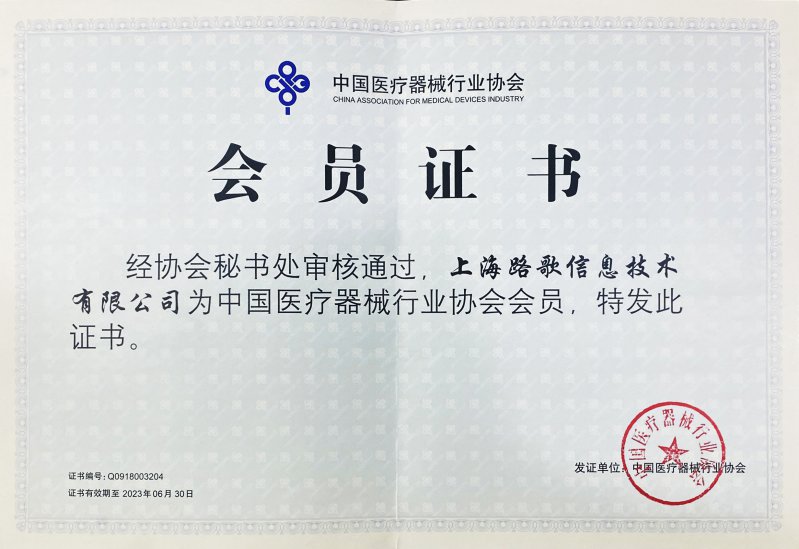 中国医疗器械行业协会
CHINA ASSOCIATION FOR MEDICAL DEVICES INDUSTRY
会员证书
经协会秘书处审核通过，上海路歌信息技术
有限公司为中国医疗器械行业协会会员，特发此
证书。
证书编号：Q0918003204
证书有效期至 2023年06月30日
发证单位：中国医疗器械行业协会
中国医疗器械行业协会